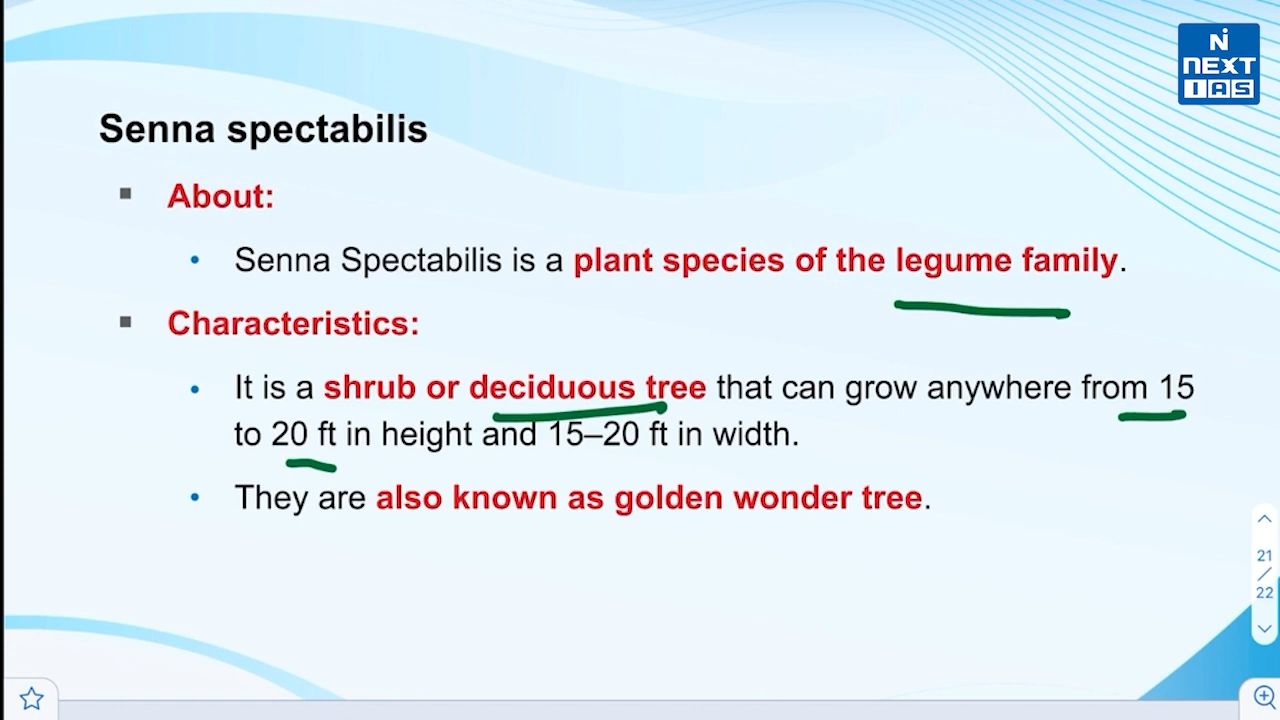 NEXT
IAS
Senna spectabilis
About:
Senna Spectabilis is a plant species of the legume family.
Characteristics:
It is a shrub or deciduous tree that can grow anywhere from 15
to 20 ft in height and 15–20 ft in width.
They are also known as golden wonder tree.
21
/
22